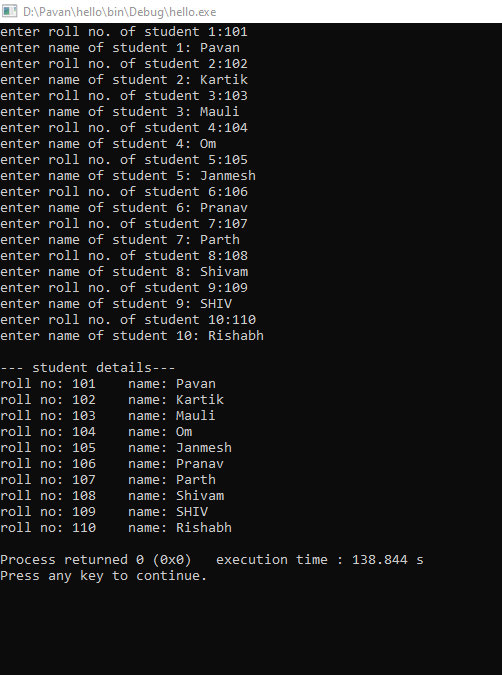 D:\Pavan\hello\bin\Debug\hello.exe
enter roll no. of student 1:101
enter name of student 1: Pavan
enter roll no. of student 2:102
enter name of student 2: Kartik
enter roll no. of student 3:103
enter name of student 3: Mauli
enter roll no. of student 4:104
enter name of student 4: Om
enter roll no. of student 5:105
enter name of student 5: Janmesh
enter roll no. of student 6:106
enter name of student 6: Pranav
enter roll no. of student 7:107
enter name of student 7: Parth
enter roll no. of student 8:108
enter name of student 8: Shivam
enter roll no. of student 9:109
enter name of student 9: SHIV
enter roll no. of student 10:110
enter name of student 10: Rishabh
--- student details---
roll no: 101    name: Pavan
roll no: 102    name: Kartik
roll no: 103    name: Mauli
roll no: 104    name: Om
roll no: 105    name: Janmesh
roll no: 106    name: Pranav
roll no: 107    name: Parth
roll no: 108    name: Shivam
roll no: 109    name: SHIV
roll no: 110    name: Rishabh
Process returned 0 (0x0)   execution time : 138.844 s
Press any key to continue.